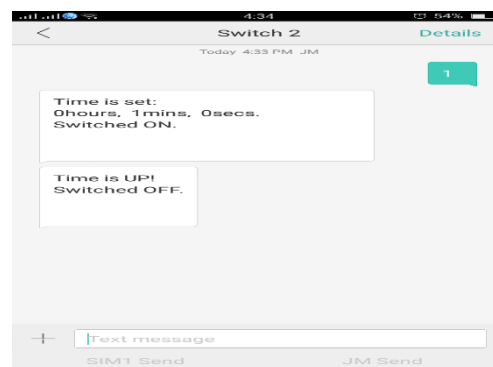 4:34
54%
<
Switch 2
Details
Today 4:33 PM JM
1
Time is set:
0hours, 1mins, 0secs.
Switched ON.
Time is UP!
Switched OFF.
Text message
SIM1 Send
JM Send